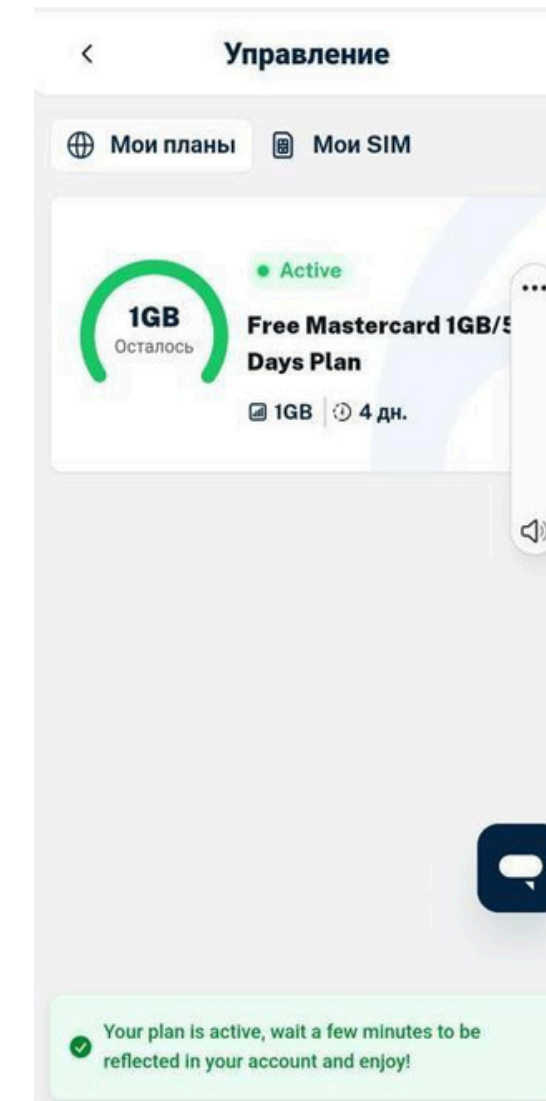 Управление
Мои планы
Мои SIM
Active
1GB
Осталось
Free Mastercard 1GB/5
Days Plan
1GB
4 дн.
Your plan is active, wait a few minutes to be
reflected in your account and enjoy!